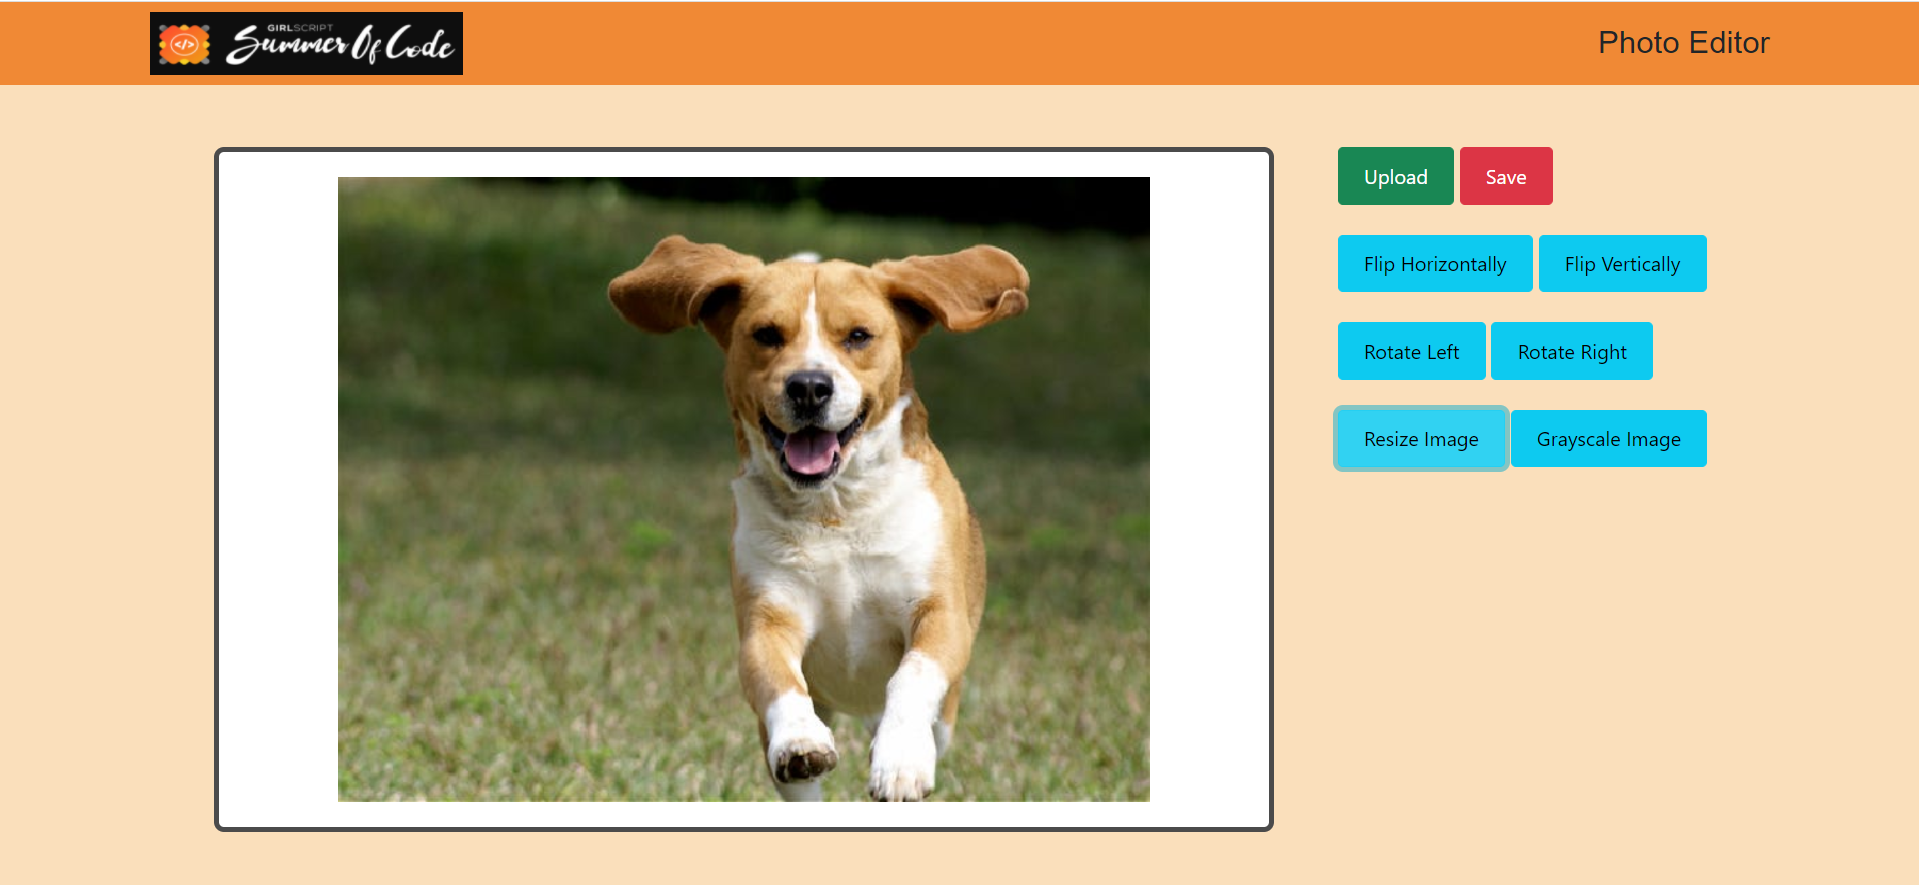 </>
GIRLSCRIPT
Summer Of Code
Photo Editor
Upload Save
Flip Horizontally Flip Vertically
Rotate Left Rotate Right
Resize Image Grayscale Image